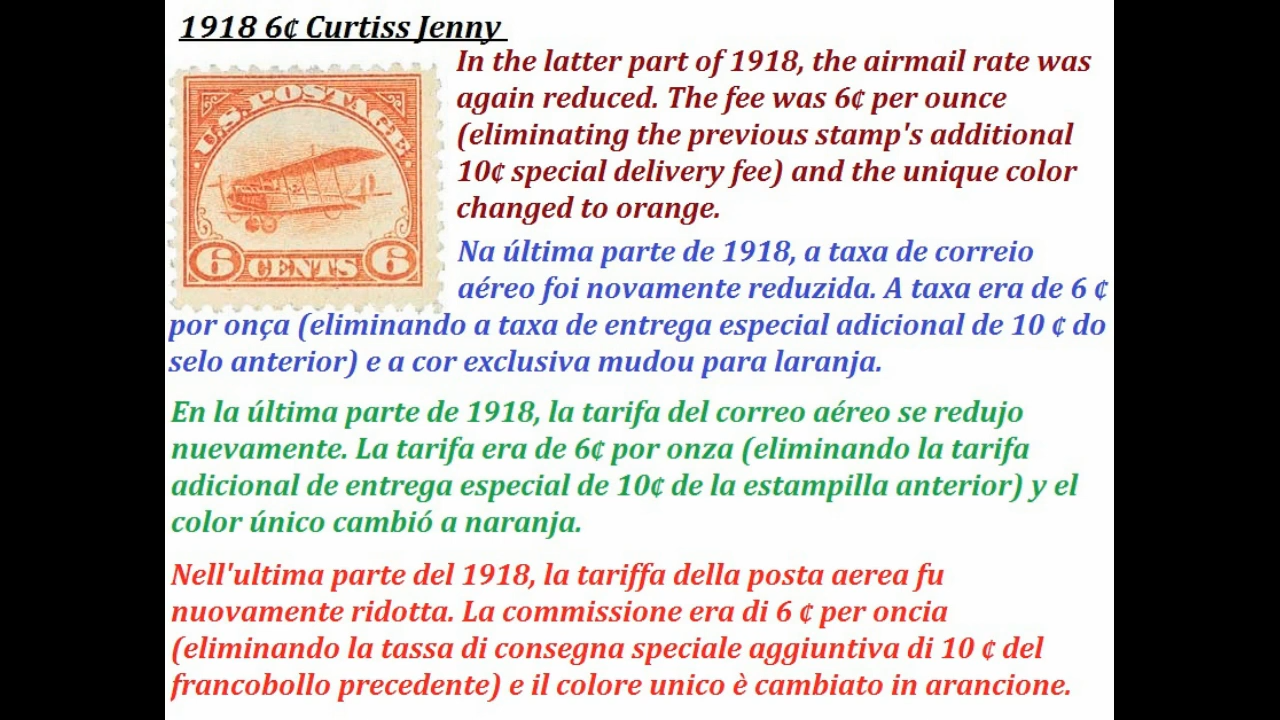 1918 6¢ Curtiss Jenny
U.S. POSTAGE
6 CENTS 6
In the latter part of 1918, the airmail rate was
again reduced. The fee was 6¢ per ounce
(eliminating the previous stamp's additional
10¢ special delivery fee) and the unique color
changed to orange.
Na última parte de 1918, a taxa de correio
aéreo foi novamente reduzida. A taxa era de 6 ¢
por onça (eliminando a taxa de entrega especial adicional de 10 ¢ do
selo anterior) e a cor exclusiva mudou para laranja.
En la última parte de 1918, la tarifa del correo aéreo se redujo
nuevamente. La tarifa era de 6¢ por onza (eliminando la tarifa
adicional de entrega especial de 10¢ de la estampilla anterior) y el
color único cambió a naranja.
Nell'ultima parte del 1918, la tariffa della posta aerea fu
nuovamente ridotta. La commissione era di 6 ¢ per oncia
(eliminando la tassa di consegna speciale aggiuntiva di 10 ¢ del
francobollo precedente) e il colore unico è cambiato in arancione.